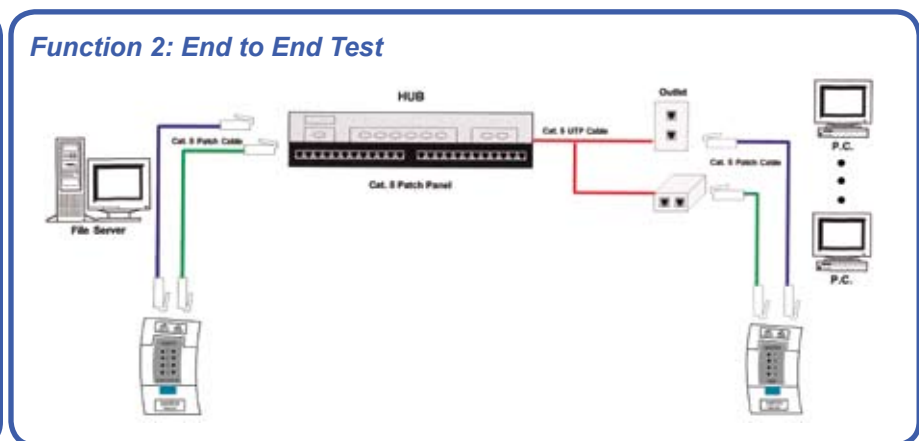 Function 2: End to End Test
HUB
Outlet
Cat. 5 Patch Cable
Cat. 5 UTP Cable
P.C.
Cat. 5 Patch Cable
Cat. 5 Patch Panel
File Server
P.C.